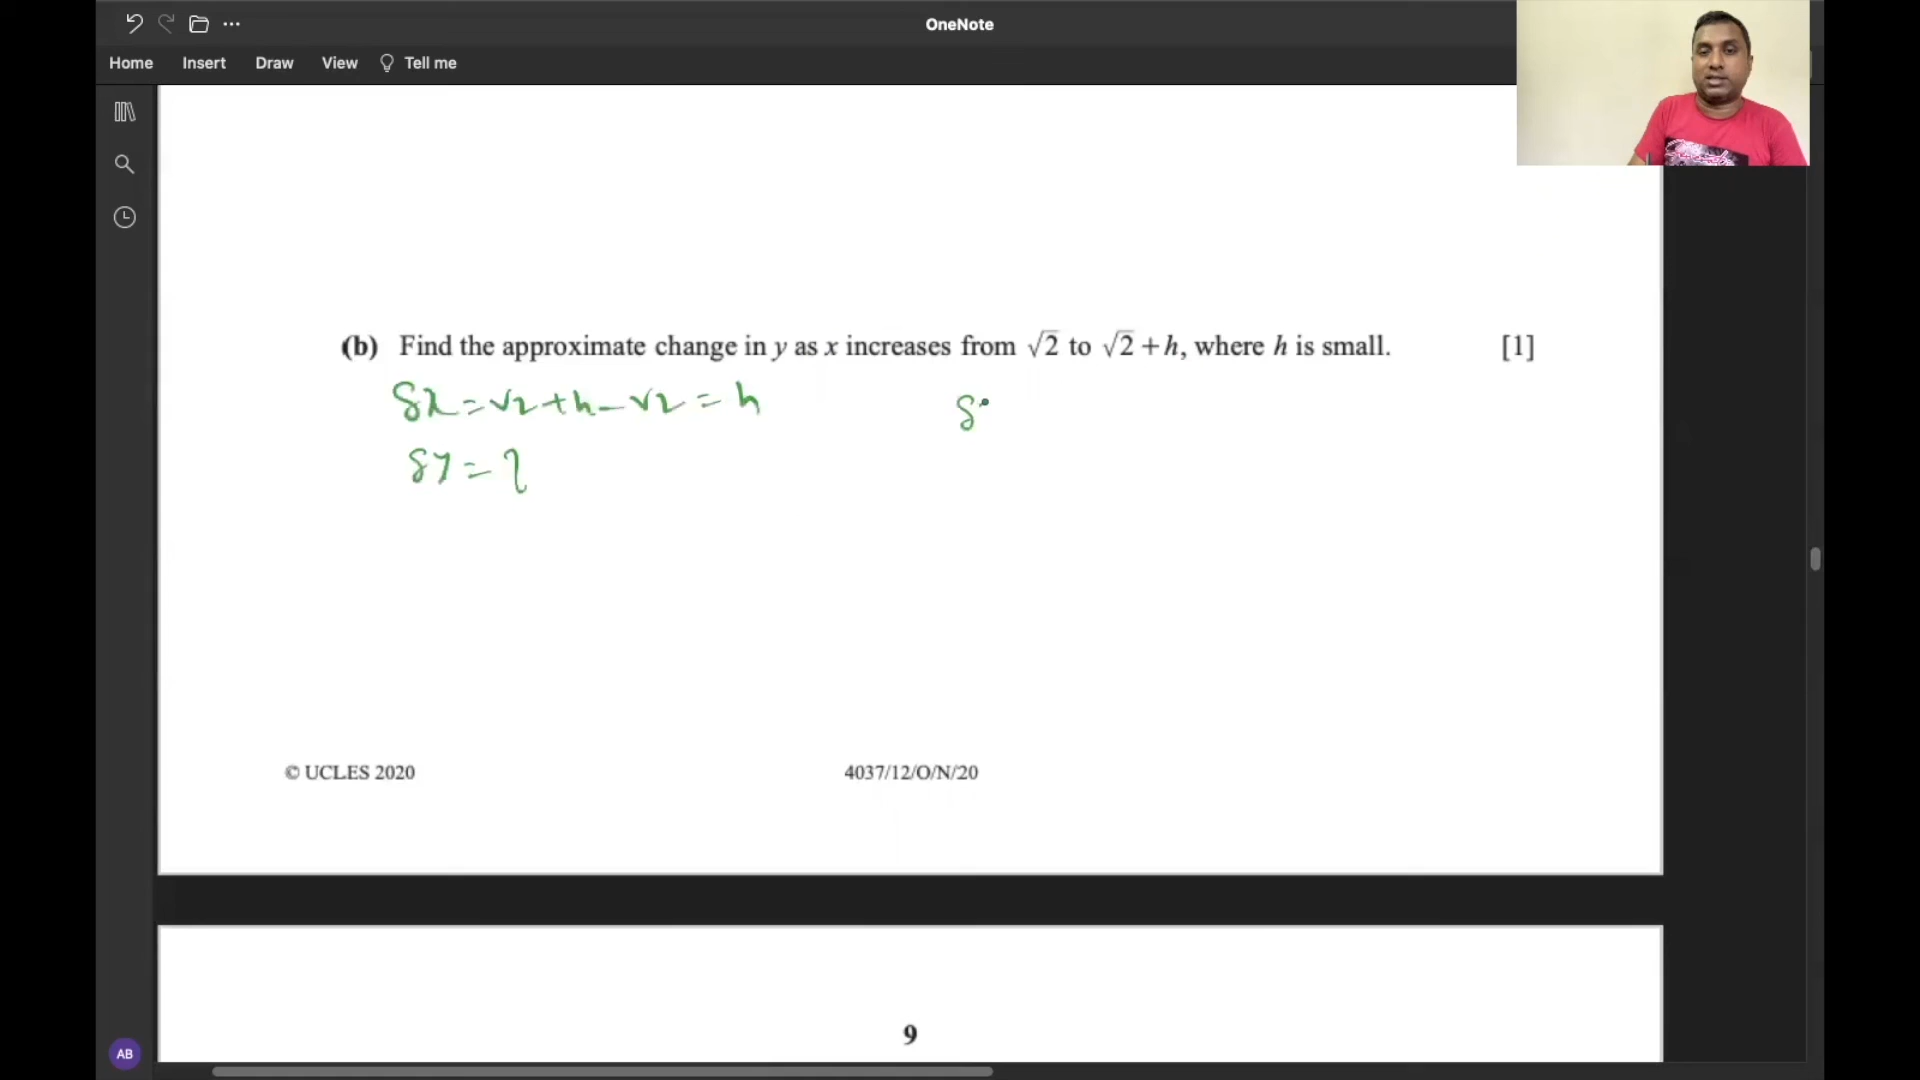 OneNote
Home Insert Draw View Tell me
(b) Find the approximate change in y as x increases from √2 to √2 + h, where h is small. [1]
δx = √2 + h - √2 = h
δ
δy = ?
© UCLES 2020 4037/12/O/N/20
9
AB